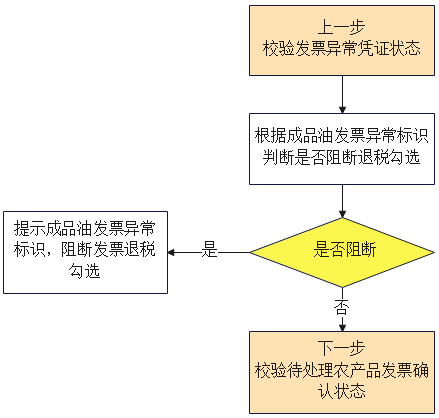 上一步
校验发票异常凭证状态
根据成品油发票异常标识
判断是否阻断退税勾选
提示成品油发票异常
标识，阻断发票退税
勾选
是
是否阻断
否
下一步
校验待处理农产品发票确
认状态